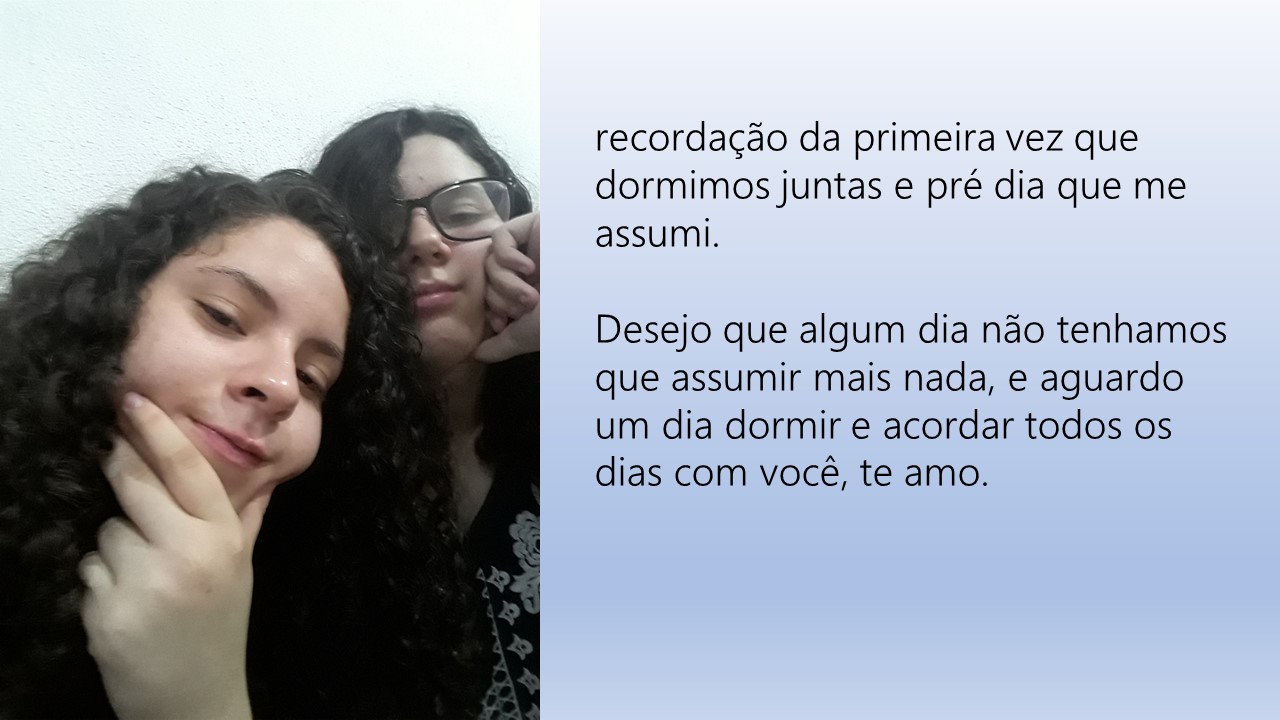 recordação da primeira vez que
dormimos juntas e pré dia que me
assumi.
Desejo que algum dia não tenhamos
que assumir mais nada, e aguardo
um dia dormir e acordar todos os
dias com você, te amo.